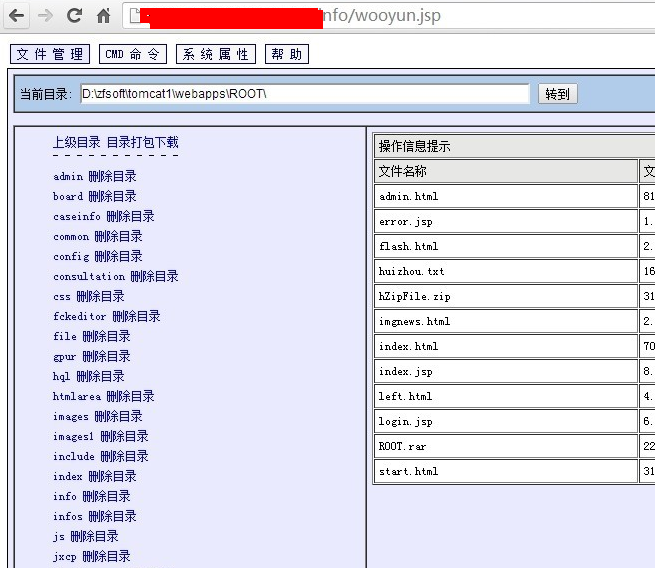 nfo/wooyun.jsp
文件管理 CMD 命令 系统属性 帮助
当前目录: D:\zfsoft\tomcat1\webapps\ROOT\ 转到
上级目录 目录打包下载
- - - - - - - - - - - -
admin 删除目录
board 删除目录
caseinfo 删除目录
common 删除目录
config 删除目录
consultation 删除目录
css 删除目录
fckeditor 删除目录
file 删除目录
gpur 删除目录
hql 删除目录
htmlarea 删除目录
images 删除目录
images1 删除目录
include 删除目录
index 删除目录
info 删除目录
infos 删除目录
js 删除目录
jxcp 删除目录
操作信息提示
文件名称 文
admin.html 81
error.jsp 1.
flash.html 2.
huizhou.txt 16
hZipFile.zip 31
imgnews.html 2.
index.html 70
index.jsp 8.
left.html 4.
login.jsp 6.
ROOT.rar 22
start.html 31